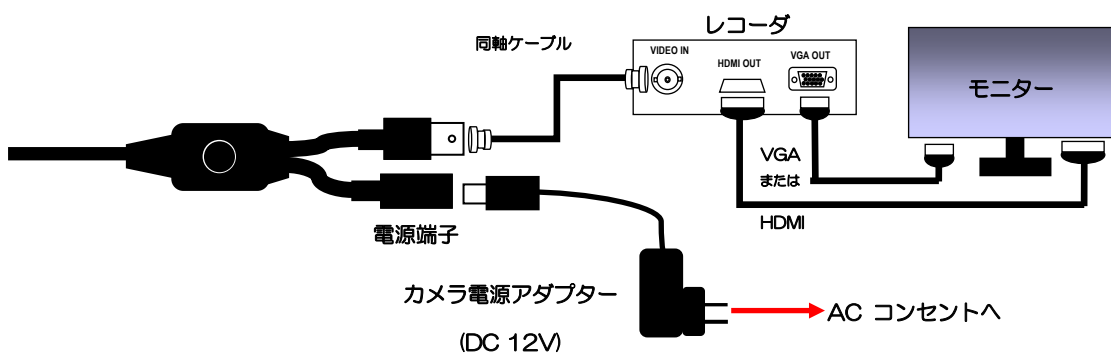 レコーダ
同軸ケーブル
VIDEO IN
HDMI OUT
VGA OUT
モニター
VGA
または
HDMI
電源端子
カメラ電源アダプター
(DC 12V)
AC コンセントへ